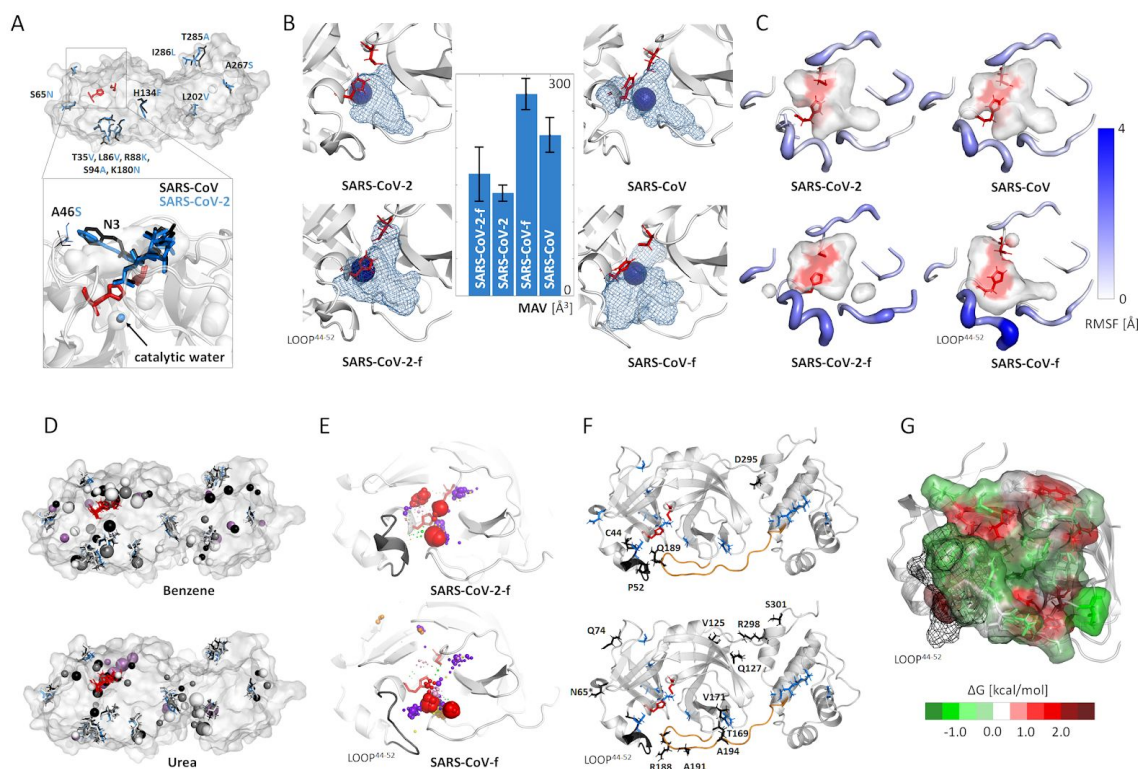 A
T285A
I286L
A267S
S65N
H134F
L202V
T35V, L86V, R88K,
S94A, K180N
SARS-CoV
SARS-CoV-2
A46S
N3
catalytic water
B
SARS-CoV-2
300
SARS-CoV-2-f
SARS-CoV-2
SARS-CoV-f
SARS-CoV
0
MAV [Å³]
SARS-CoV
LOOP⁴⁴⁻⁵²
SARS-CoV-2-f
SARS-CoV-f
C
SARS-CoV-2
SARS-CoV
4
0
RMSF [Å]
LOOP⁴⁴⁻⁵²
SARS-CoV-2-f
SARS-CoV-f
D
Benzene
Urea
E
SARS-CoV-2-f
LOOP⁴⁴⁻⁵²
SARS-CoV-f
F
D295
C44
Q189
P52
S301
V125
R298
Q74
Q127
N65
V171
T169
A194
LOOP⁴⁴⁻⁵²
R188
A191
G
LOOP⁴⁴⁻⁵²
ΔG [kcal/mol]
-1.0 0.0 1.0 2.0